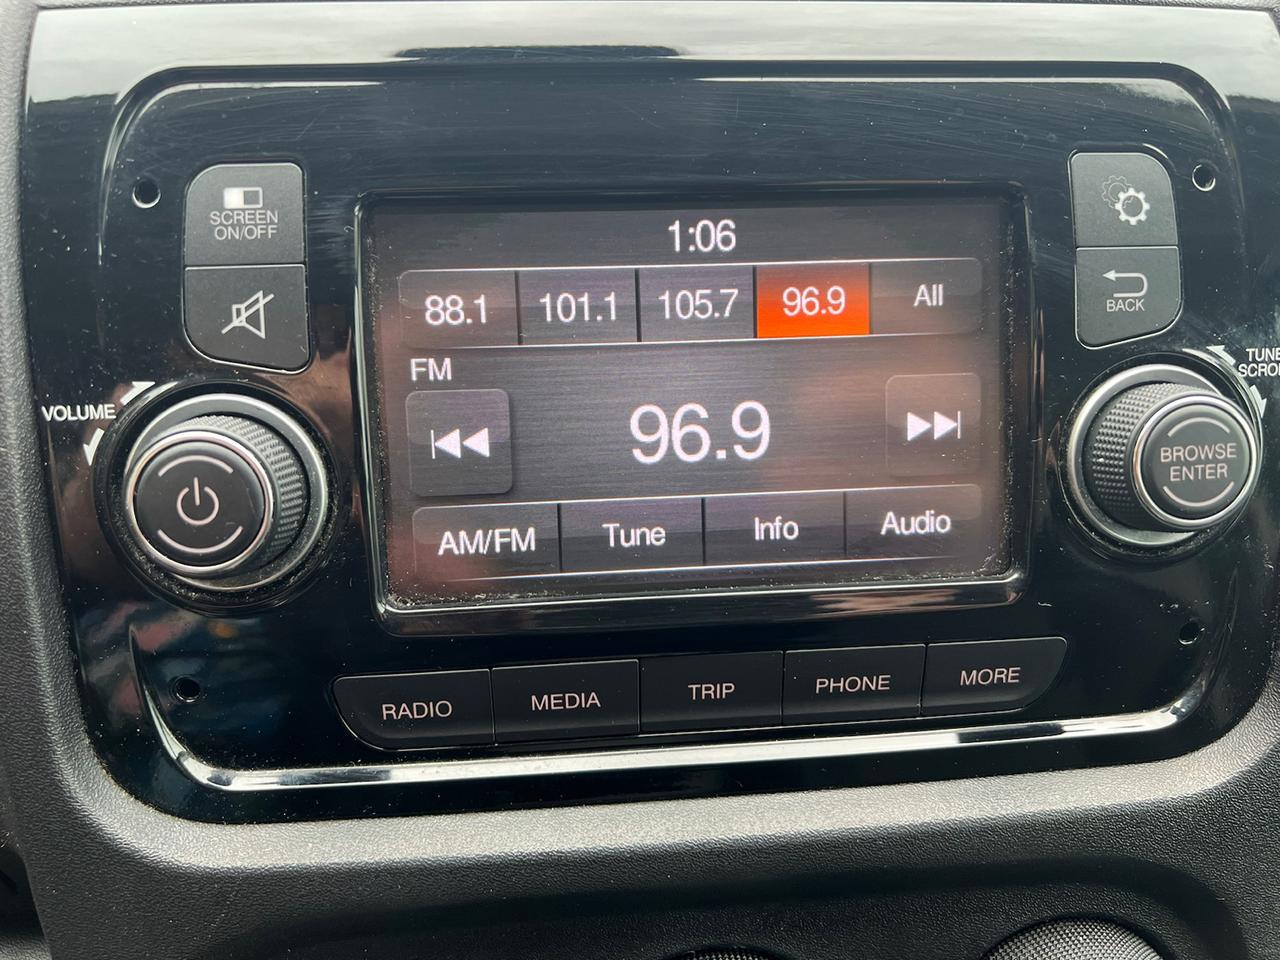 SCREEN
ON/OFF
1:06
88.1 101.1 105.7 96.9 All
BACK
FM
VOLUME
TUNE
96.9
BROWSE
ENTER
AM/FM Tune Info Audio
RADIO MEDIA TRIP PHONE MORE